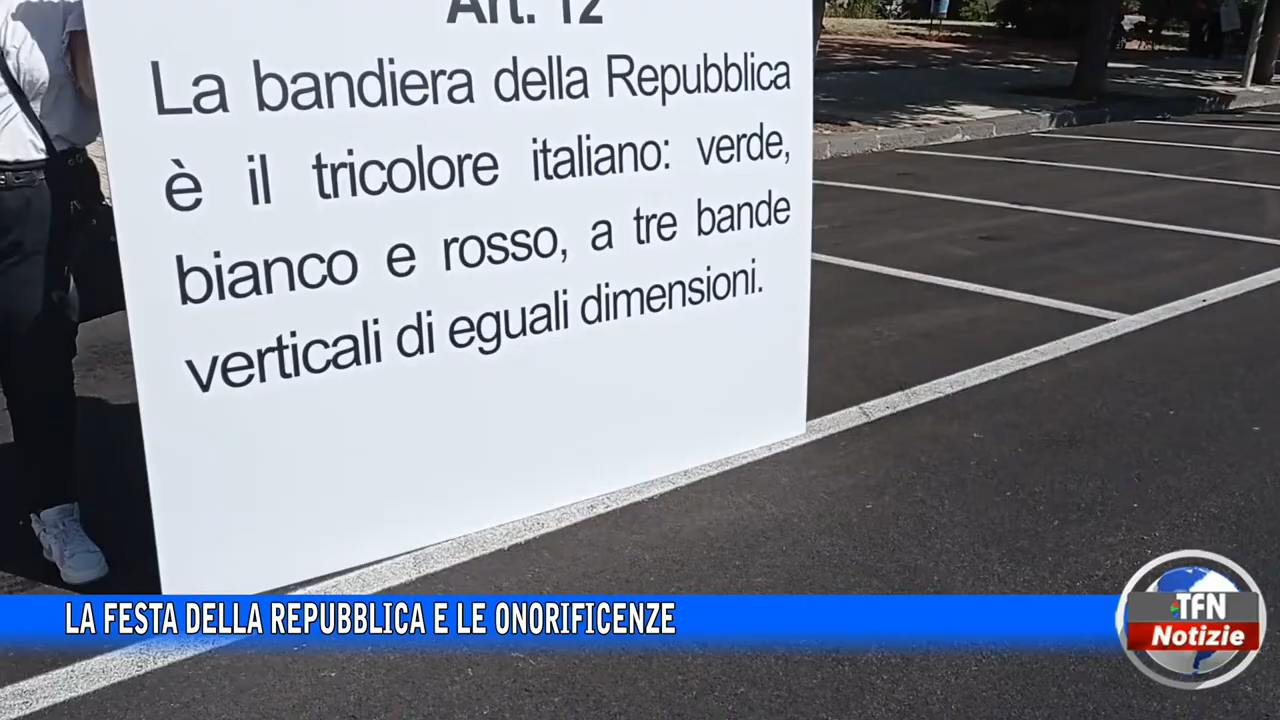 Art. 12
La bandiera della Repubblica
è il tricolore italiano: verde,
bianco e rosso, a tre bande
verticali di eguali dimensioni.
LA FESTA DELLA REPUBBLICA E LE ONORIFICENZE
TFN
Notizie